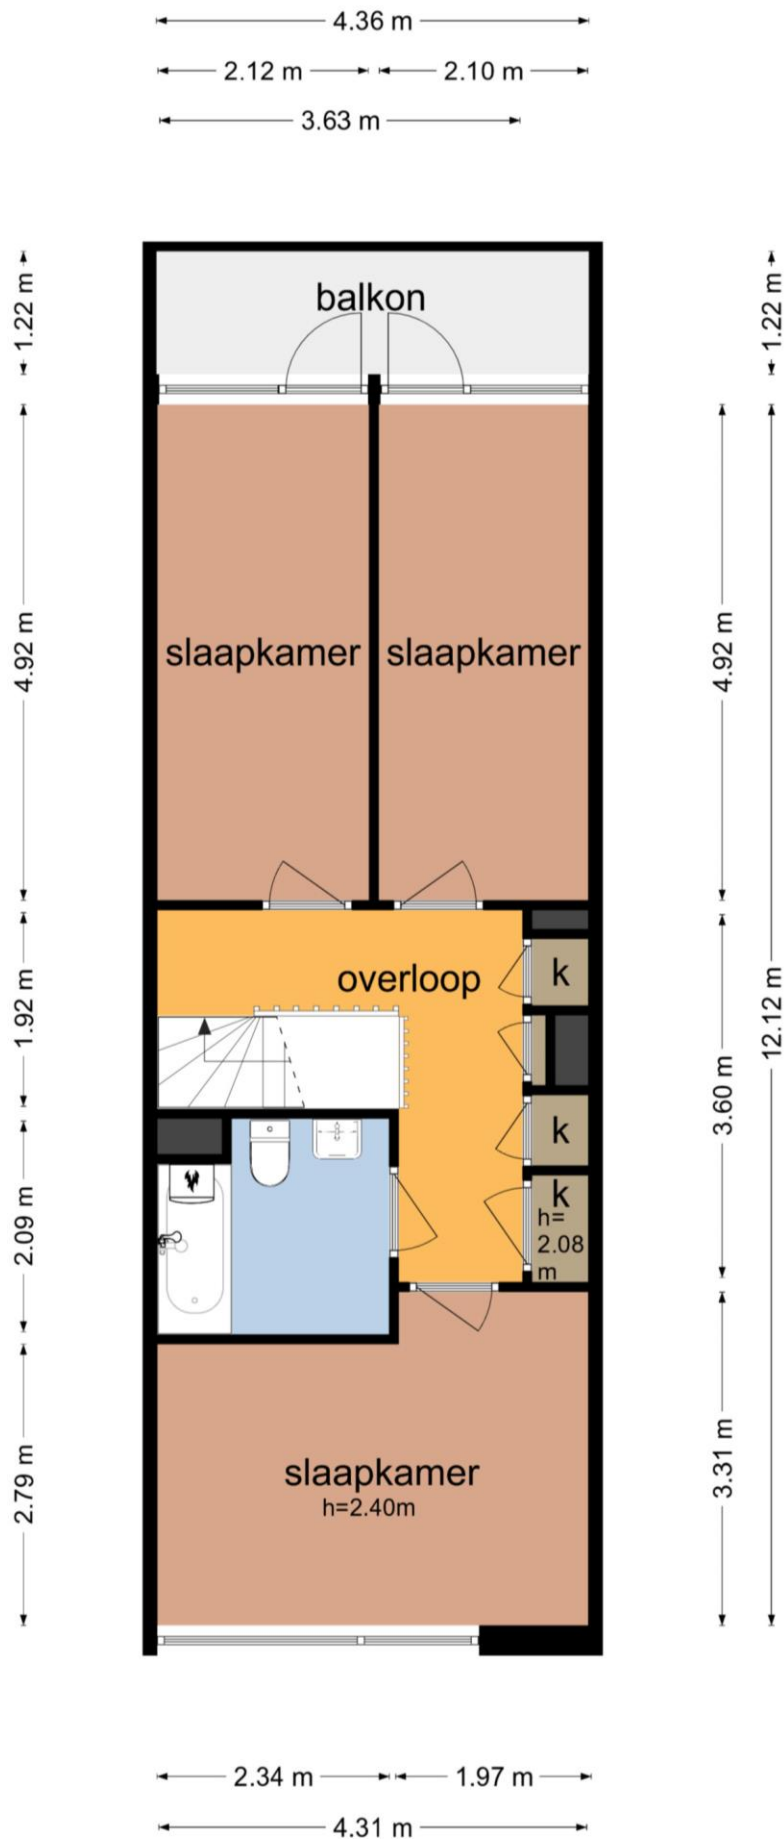 4.36 m
2.12 m
2.10 m
3.63 m
balkon
1.22 m
1.22 m
4.92 m
slaapkamer
slaapkamer
4.92 m
overloop
k
1.92 m
12.12 m
3.60 m
k
k
h=
2.08
m
2.09 m
slaapkamer
h=2.40m
2.79 m
3.31 m
2.34 m
1.97 m
4.31 m